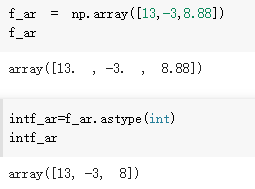 f_ar = np.array([13,-3,8.88])
f_ar
array([13. , -3. , 8.88])
intf_ar=f_ar.astype(int)
intf_ar
array([13, -3, 8])